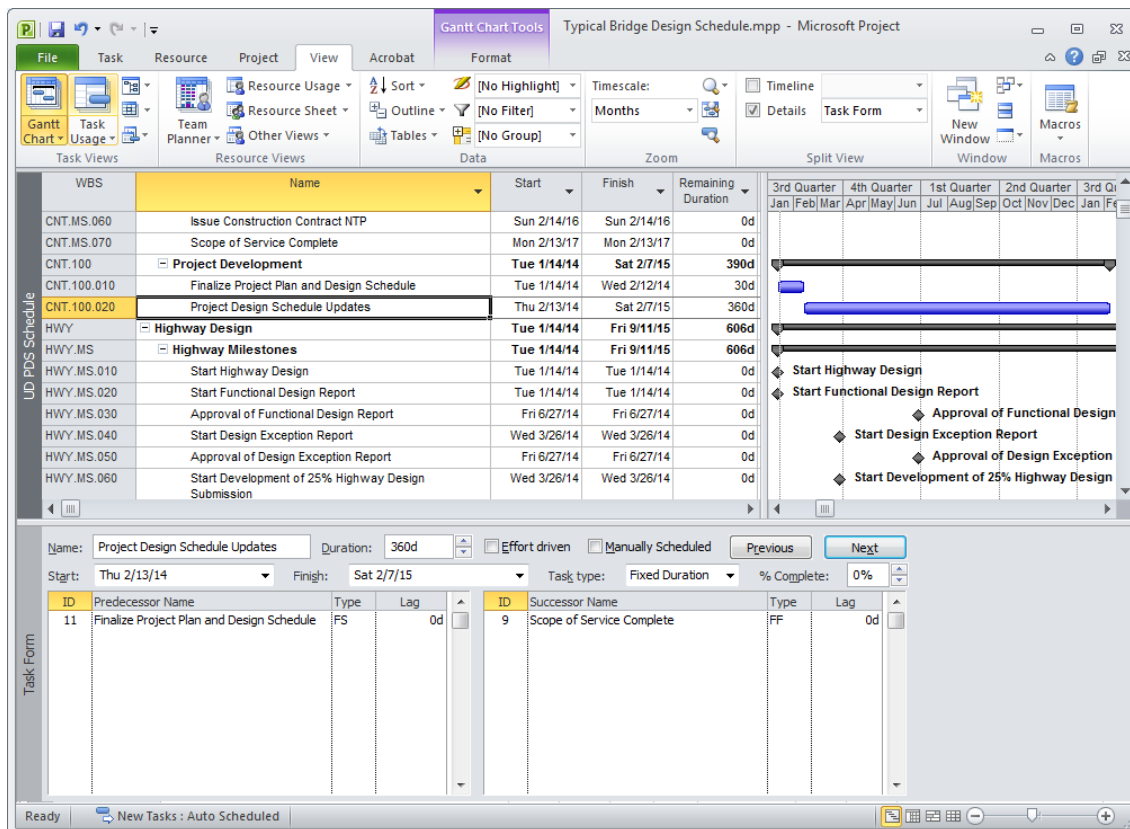 Gantt Chart Tools Typical Bridge Design Schedule.mpp - Microsoft Project
File Task Resource Project View Acrobat Format
Gantt Chart
Task Usage
Team Planner
Resource Usage
Resource Sheet
Other Views
Sort
Outline
Tables
[No Highlight]
[No Filter]
[No Group]
Timescale:
Months
Timeline
Details Task Form
New Window
Macros
Task Views Resource Views Data Zoom Split View Window Macros
UD PDS Schedule
WBS Name Start Finish Remaining Duration
3rd Quarter 4th Quarter 1st Quarter 2nd Quarter 3rd Q
Jan Feb Mar Apr May Jun Jul Aug Sep Oct Nov Dec Jan Fe
CNT.MS.060 Issue Construction Contract NTP Sun 2/14/16 Sun 2/14/16 0d
CNT.MS.070 Scope of Service Complete Mon 2/13/17 Mon 2/13/17 0d
CNT.100 Project Development Tue 1/14/14 Sat 2/7/15 390d
CNT.100.010 Finalize Project Plan and Design Schedule Tue 1/14/14 Wed 2/12/14 30d
CNT.100.020 Project Design Schedule Updates Thu 2/13/14 Sat 2/7/15 360d
HWY Highway Design Tue 1/14/14 Fri 9/11/15 606d
HWY.MS Highway Milestones Tue 1/14/14 Fri 9/11/15 606d
HWY.MS.010 Start Highway Design Tue 1/14/14 Tue 1/14/14 0d Start Highway Design
HWY.MS.020 Start Functional Design Report Tue 1/14/14 Tue 1/14/14 0d Start Functional Design Report
HWY.MS.030 Approval of Functional Design Report Fri 6/27/14 Fri 6/27/14 0d Approval of Functional Design
HWY.MS.040 Start Design Exception Report Wed 3/26/14 Wed 3/26/14 0d Start Design Exception Report
HWY.MS.050 Approval of Design Exception Report Fri 6/27/14 Fri 6/27/14 0d Approval of Design Exception
HWY.MS.060 Start Development of 25% Highway Design Wed 3/26/14 Wed 3/26/14 0d Start Development of 25% Highway Design
Submission
Task Form
Name: Project Design Schedule Updates Duration: 360d Effort driven Manually Scheduled Previous Next
Start: Thu 2/13/14 Finish: Sat 2/7/15 Task type: Fixed Duration % Complete: 0%
ID Predecessor Name Type Lag ID Successor Name Type Lag
11 Finalize Project Plan and Design Schedule FS 0d 9 Scope of Service Complete FF 0d
Ready New Tasks : Auto Scheduled